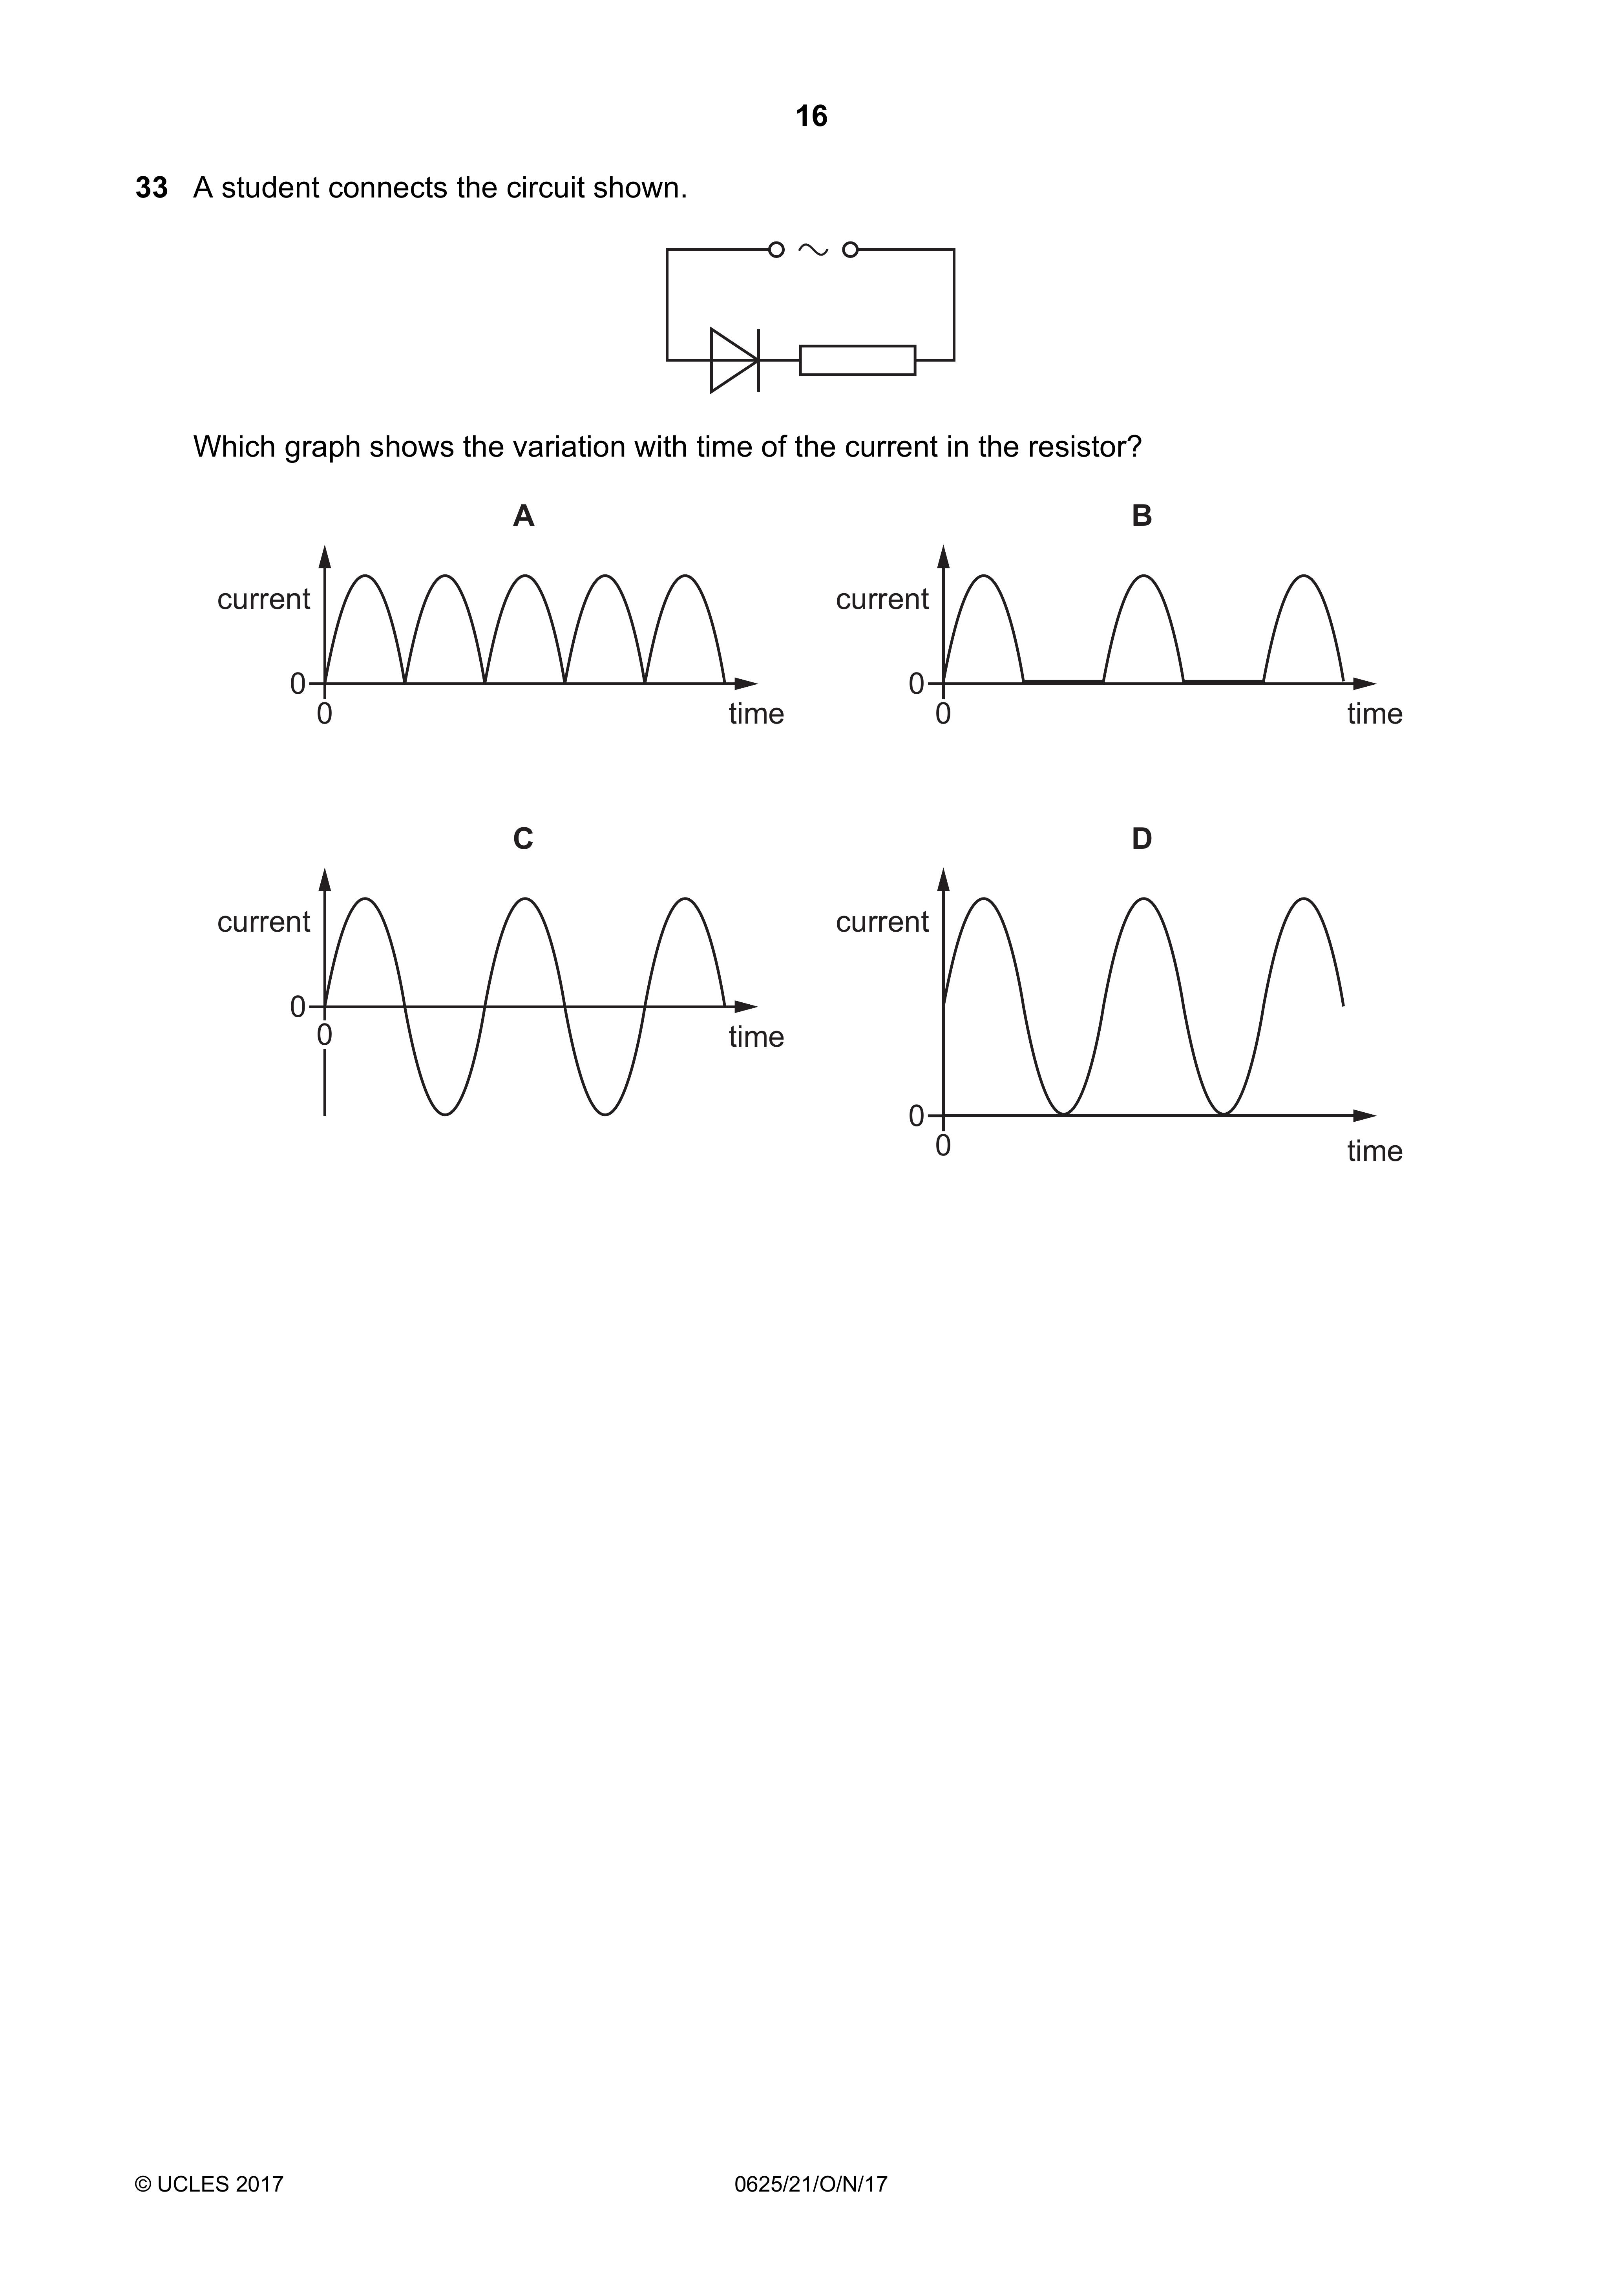 16
33 A student connects the circuit shown.
Which graph shows the variation with time of the current in the resistor?
A
current
0
0
time
B
current
0
0
time
C
current
0
0
time
D
current
0
0
time
© UCLES 2017
0625/21/O/N/17